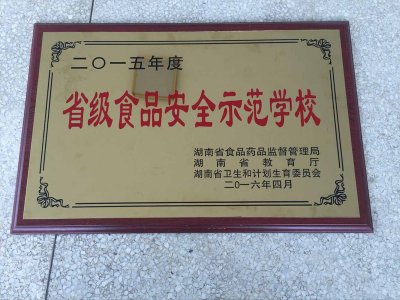 二〇一五年度
省级食品安全示范学校
湖南省食品药品监督管理局
湖南省教育厅
湖南省卫生和计划生育委员会
二〇一六年四月